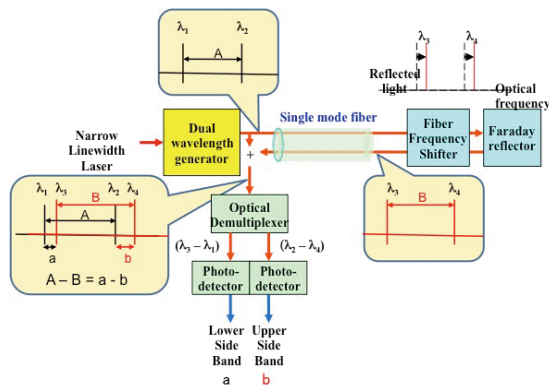 λ1 λ2
A
λ3 λ4
Reflected
light
Optical
frequency
Narrow
Linewidth
Laser
Dual
wavelength
generator
+
Single mode fiber
Fiber
Frequency
Shifter
Faraday
reflector
λ1 λ3 λ2 λ4
B
A
a b
A – B = a - b
λ3 λ4
B
Optical
Demultiplexer
(λ3 – λ1) (λ2 – λ4)
Photo-
detector
Photo-
detector
Lower
Side
Band
a
Upper
Side
Band
b